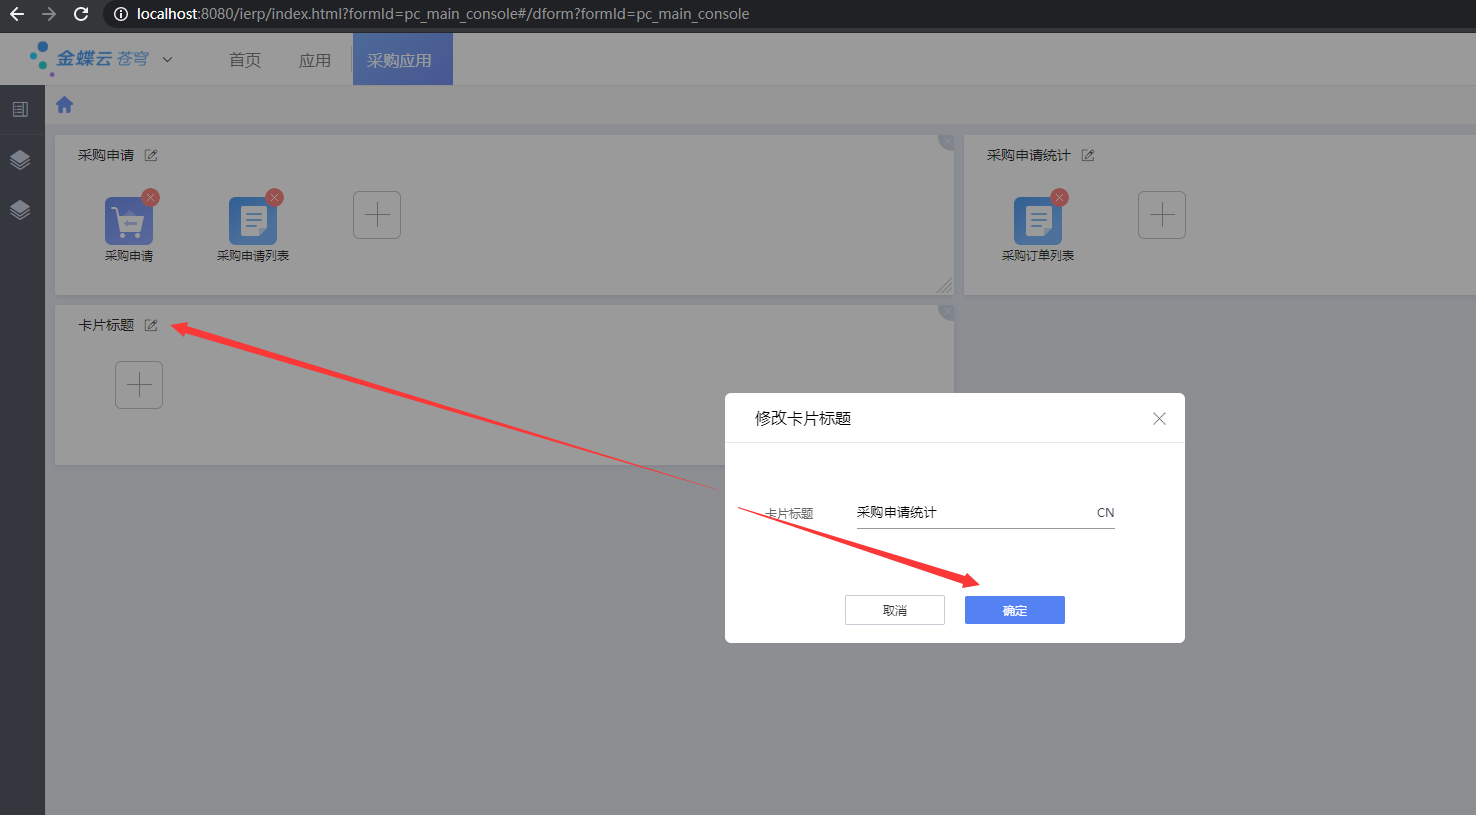 localhost:8080/ierp/index.html?formId=pc_main_console#/dform?formId=pc_main_console
金蝶云 苍穹
首页 应用 采购应用
采购申请
采购申请 采购申请列表
采购申请统计
采购订单列表
卡片标题
修改卡片标题
卡片标题 采购申请统计 CN
取消 确定